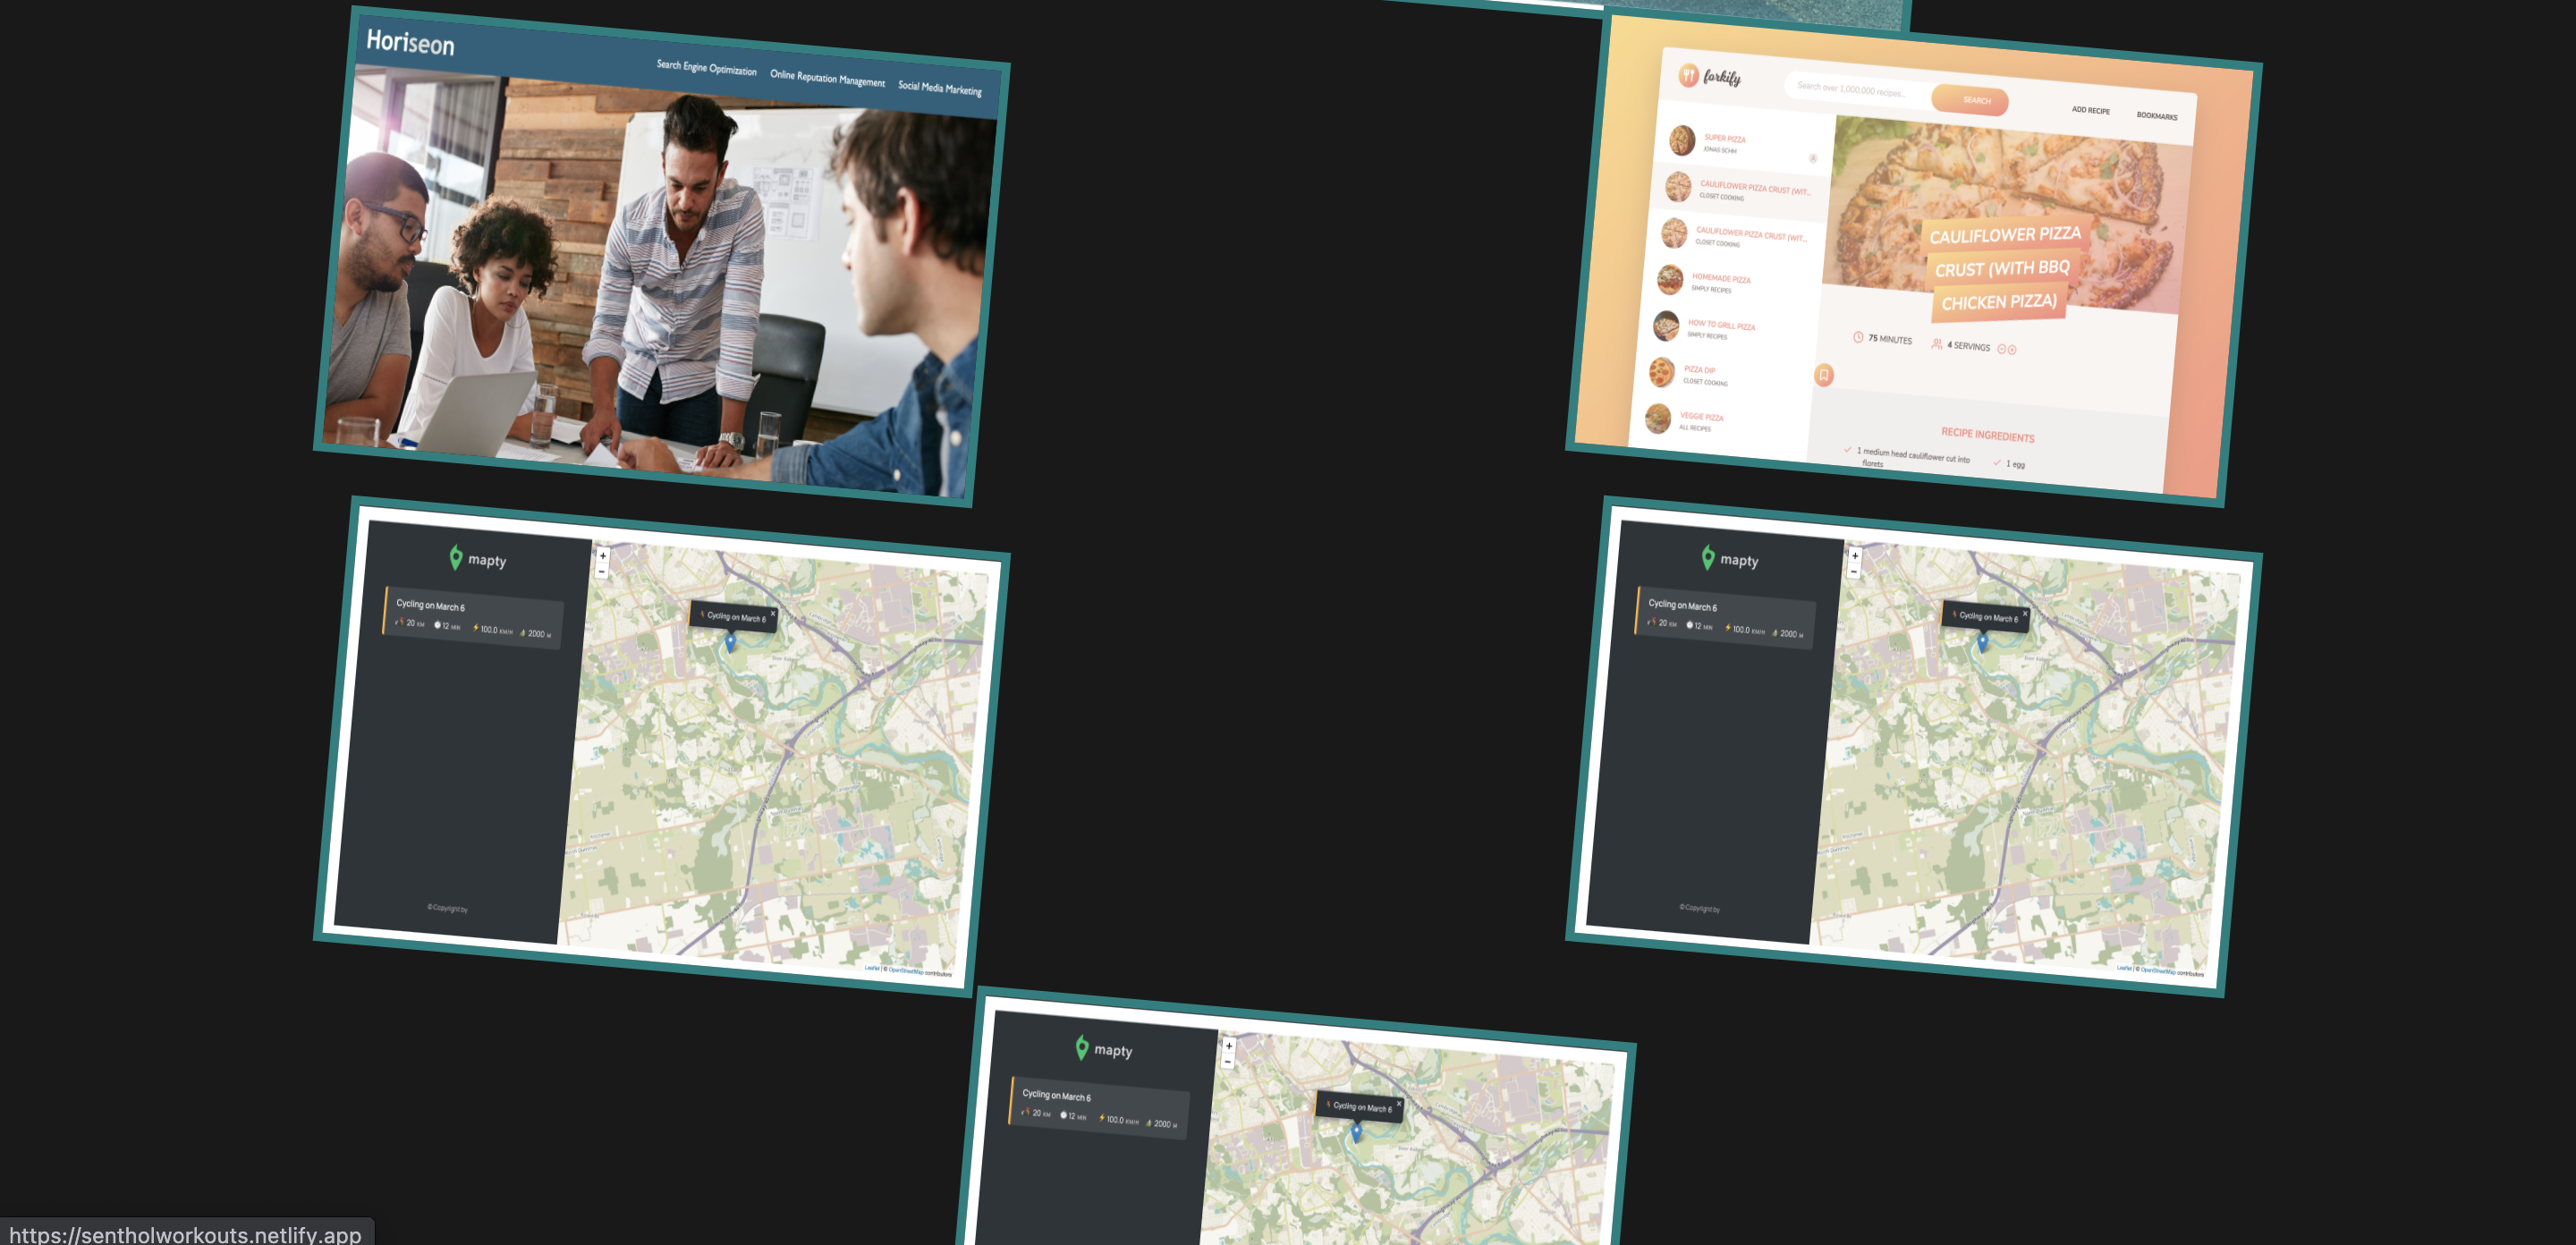 Horiseon
Search Engine Optimization Online Reputation Management Social Media Marketing
forkify
Search over 1,000,000 recipes...
SEARCH
ADD RECIPE
BOOKMARKS
SUPER PIZZA
JONAS SCHM
CAULIFLOWER PIZZA CRUST (WIT...
CLOSET COOKING
CAULIFLOWER PIZZA CRUST (WIT...
CLOSET COOKING
HOMEMADE PIZZA
SIMPLY RECIPES
HOW TO GRILL PIZZA
SIMPLY RECIPES
PIZZA DIP
CLOSET COOKING
VEGGIE PIZZA
ALL RECIPES
CAULIFLOWER PIZZA
CRUST (WITH BBQ
CHICKEN PIZZA)
75 MINUTES
4 SERVINGS
RECIPE INGREDIENTS
1 medium head cauliflower cut into
florets
1 egg
mapty
Cycling on March 6
20 KM 12 MIN 100.0 KM/H 2000 M
© Copyright by
+
−
Cycling on March 6 ×
Leaflet | © OpenStreetMap contributors
mapty
Cycling on March 6
20 KM 12 MIN 100.0 KM/H 2000 M
© Copyright by
+
−
Cycling on March 6 ×
Leaflet | © OpenStreetMap contributors
mapty
Cycling on March 6
20 KM 12 MIN 100.0 KM/H 2000 M
+
−
Cycling on March 6 ×
https://sentholworkouts.netlify.app